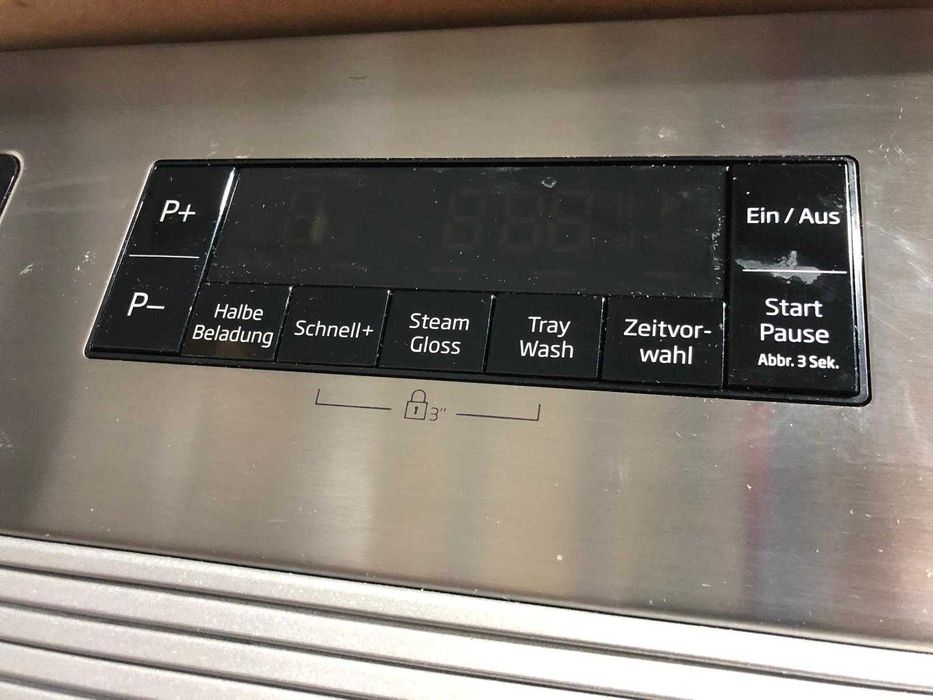 P+
P−
Halbe
Beladung
Schnell+
Steam
Gloss
Tray
Wash
Zeitvor-
wahl
Ein / Aus
Start
Pause
Abbr. 3 Sek.
3"